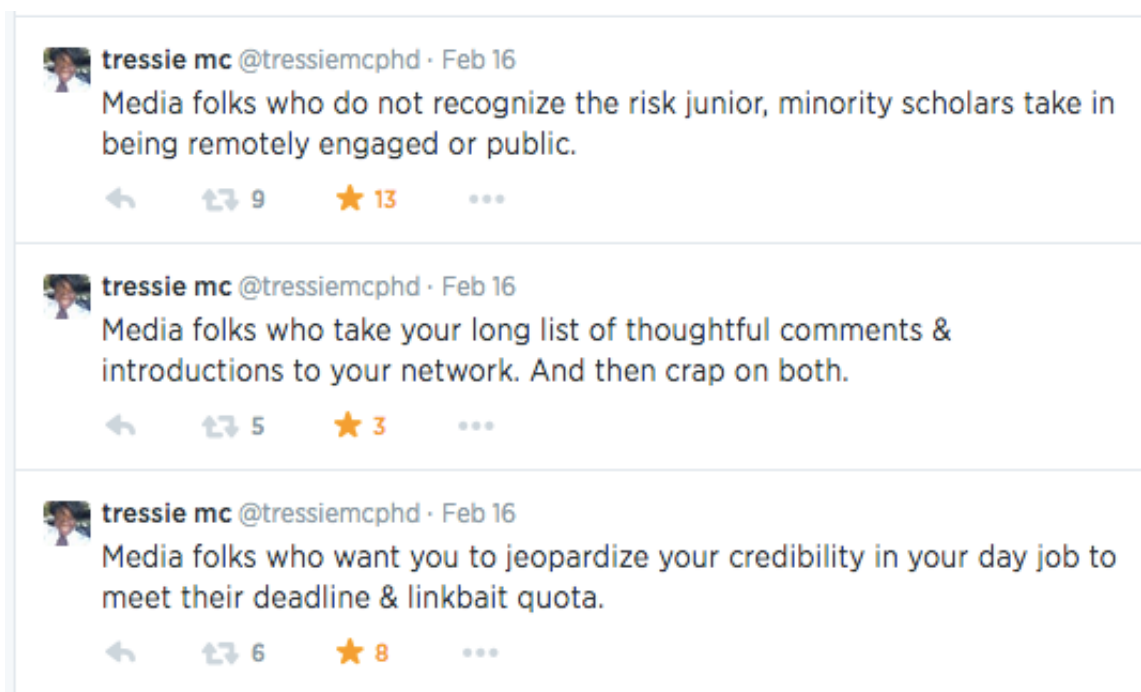 tressie mc @tressiemcphd · Feb 16
Media folks who do not recognize the risk junior, minority scholars take in
being remotely engaged or public.
9 13
tressie mc @tressiemcphd · Feb 16
Media folks who take your long list of thoughtful comments &
introductions to your network. And then crap on both.
5 3
tressie mc @tressiemcphd · Feb 16
Media folks who want you to jeopardize your credibility in your day job to
meet their deadline & linkbait quota.
6 8